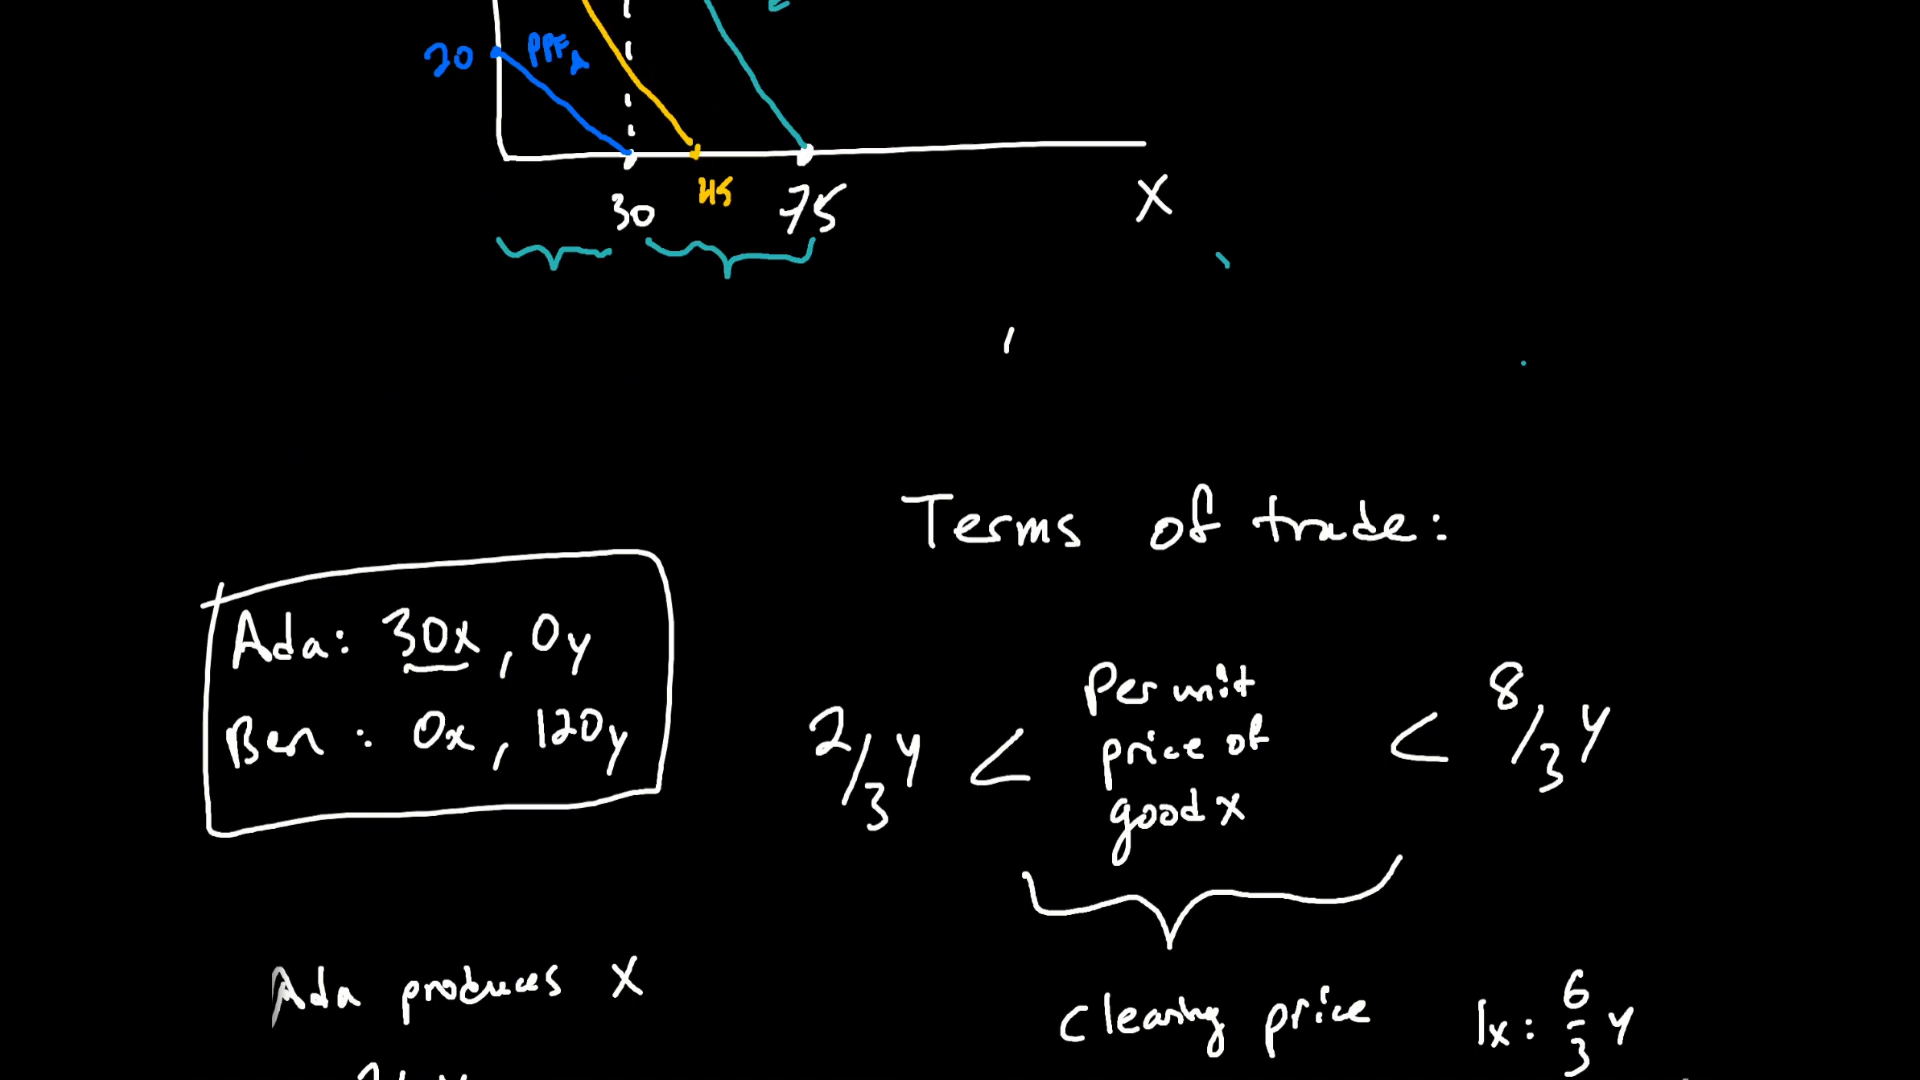 20 PPF A
30 45 75 X
Terms of trade:
Ada: 30x, 0y
Ben: 0x, 120y
2/3 y < Per unit price of good x < 8/3 y
Ada produces X
Clearing price 1x: 6/3 y